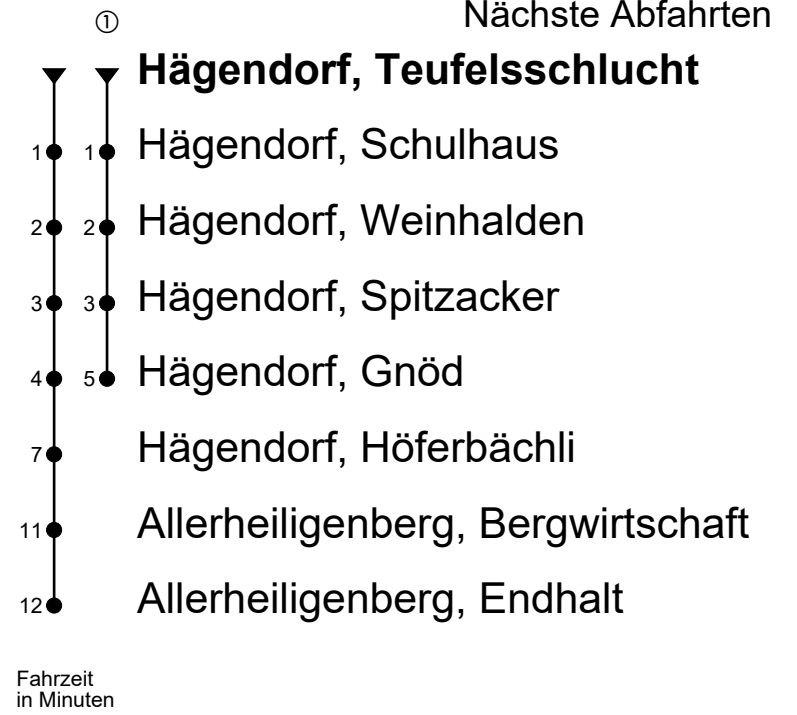 ① Nächste Abfahrten
Hägendorf, Teufelsschlucht
1 1 Hägendorf, Schulhaus
2 2 Hägendorf, Weinhalden
3 3 Hägendorf, Spitzacker
4 5 Hägendorf, Gnöd
7 Hägendorf, Höferbächli
11 Allerheiligenberg, Bergwirtschaft
12 Allerheiligenberg, Endhalt
Fahrzeit
in Minuten